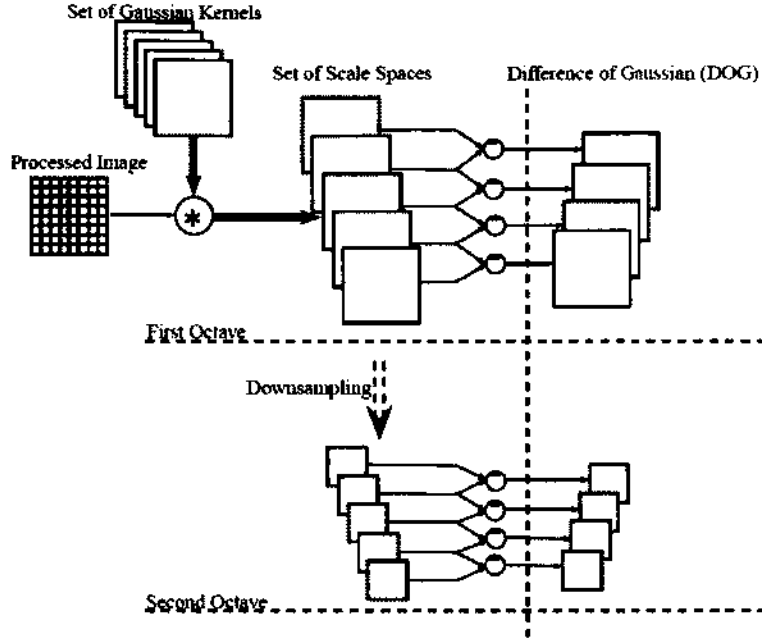 Set of Gaussian Kernels
Set of Scale Spaces
Difference of Gaussian (DOG)
Processed Image
*
First Octave
Downsampling
Second Octave